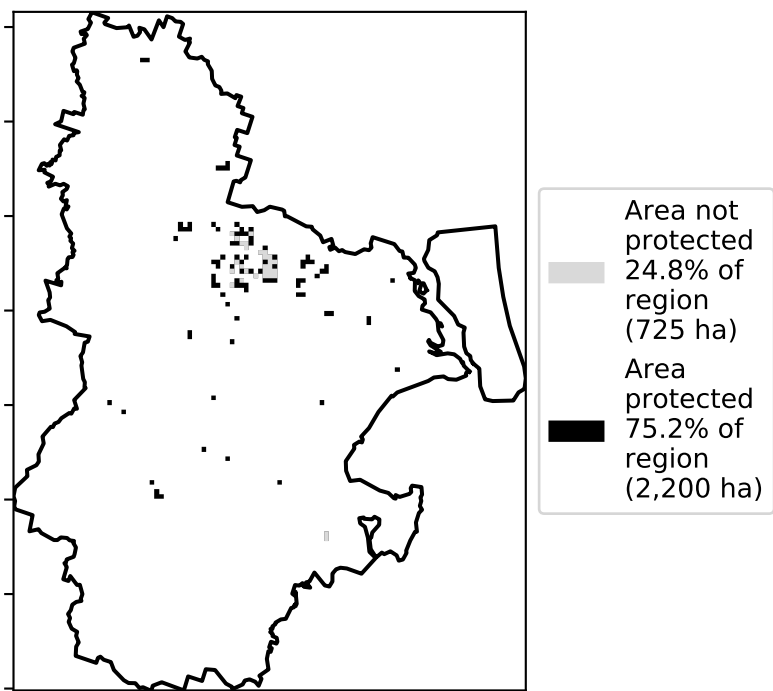 Area not
protected
24.8% of
region
(725 ha)
Area
protected
75.2% of
region
(2,200 ha)